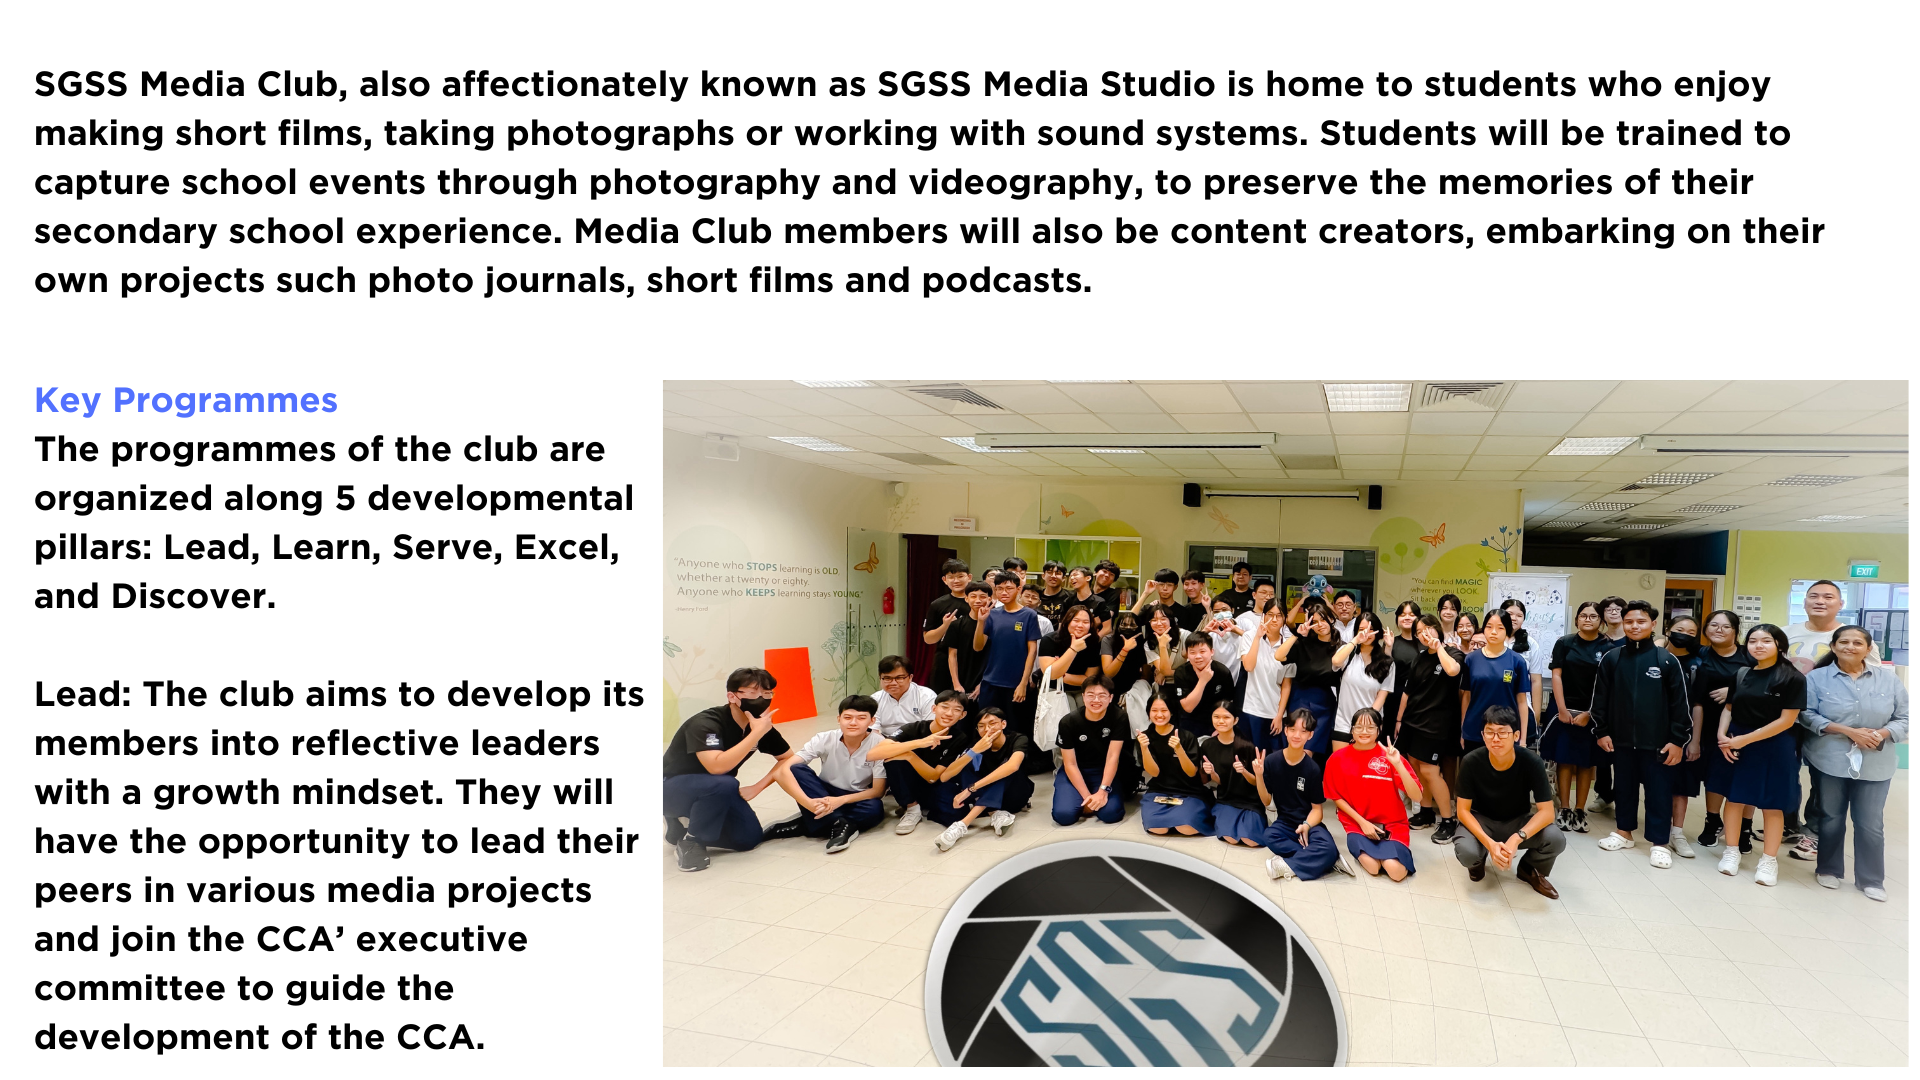 SGSS Media Club, also affectionately known as SGSS Media Studio is home to students who enjoy
making short films, taking photographs or working with sound systems. Students will be trained to
capture school events through photography and videography, to preserve the memories of their
secondary school experience. Media Club members will also be content creators, embarking on their
own projects such photo journals, short films and podcasts.
Key Programmes
The programmes of the club are
organized along 5 developmental
pillars: Lead, Learn, Serve, Excel,
and Discover.
Lead: The club aims to develop its
members into reflective leaders
with a growth mindset. They will
have the opportunity to lead their
peers in various media projects
and join the CCA’ executive
committee to guide the
development of the CCA.
"Anyone who STOPS learning is OLD,
whether at twenty or eighty.
Anyone who KEEPS learning stays YOUNG"
-Henry Ford
"You can find MAGIC
wherever you LOOK.
Sit back
BOOK
EXIT
SGS